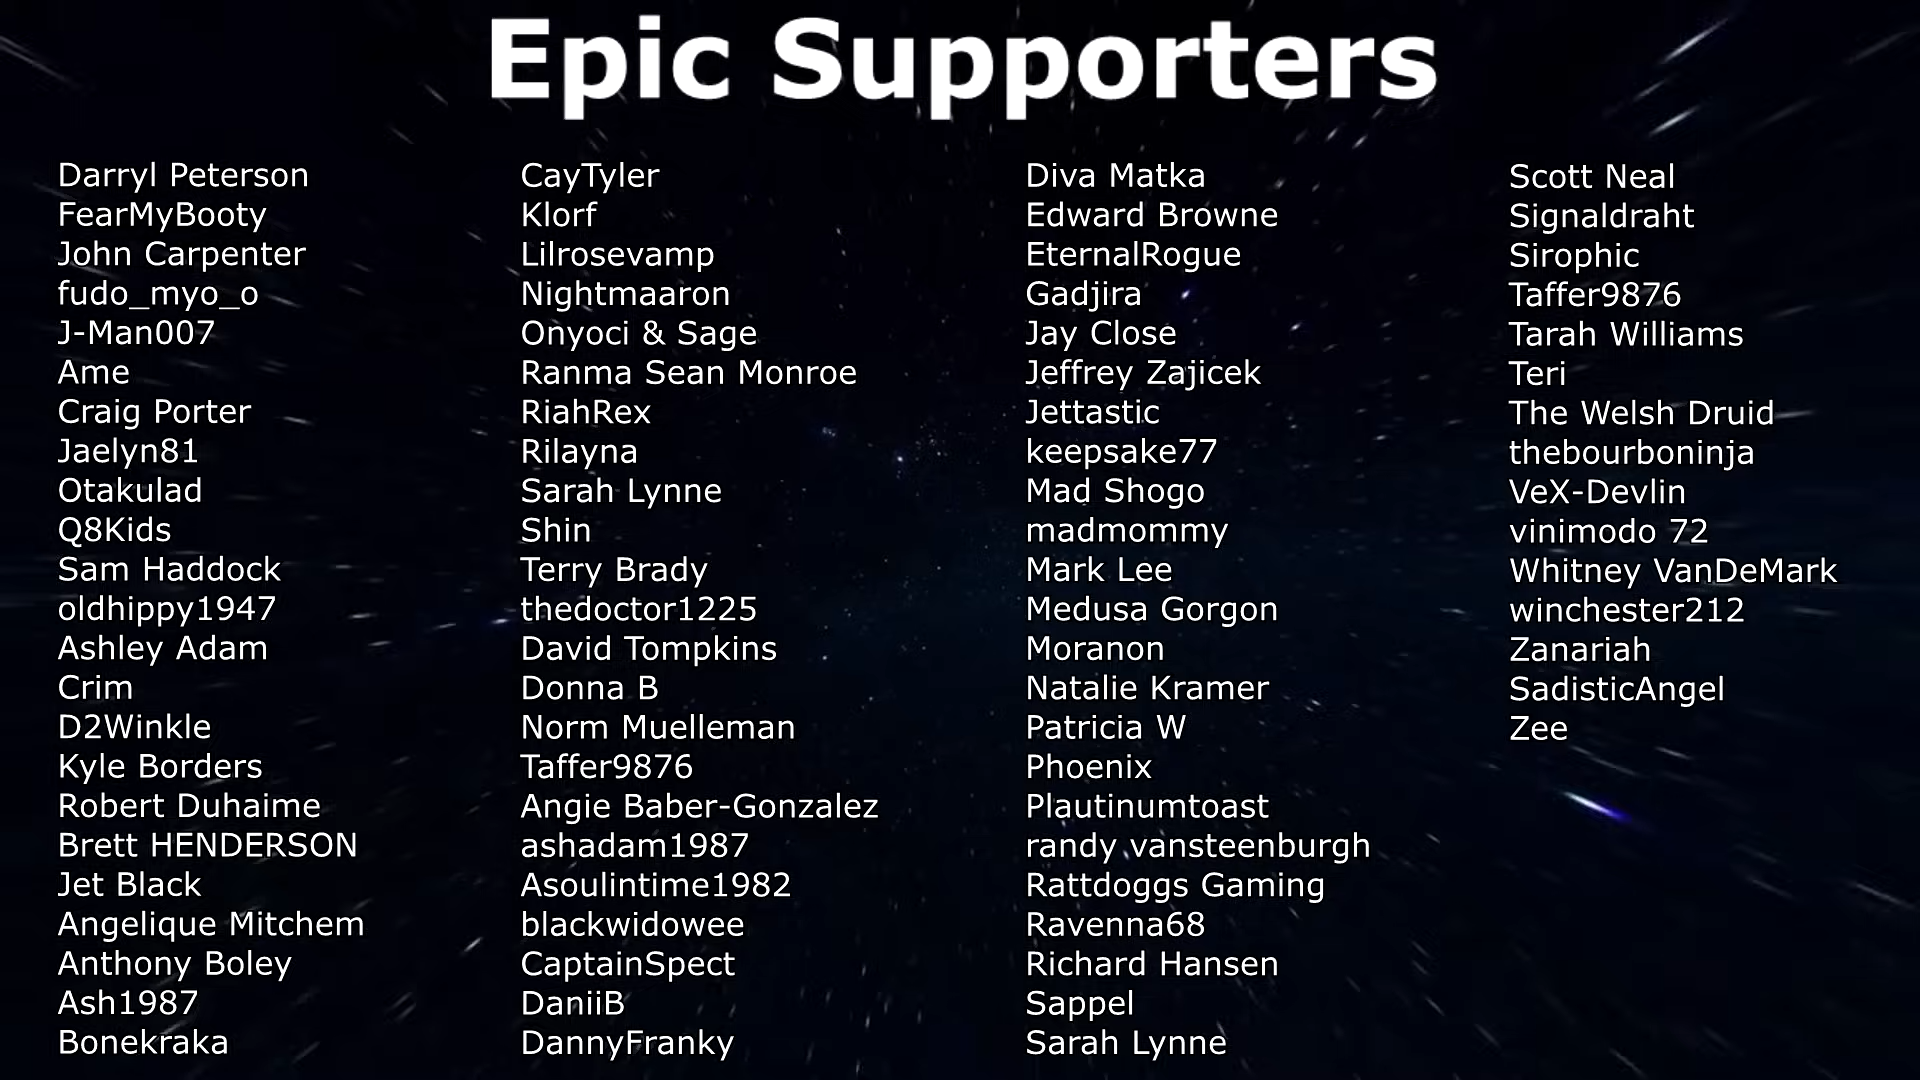 Epic Supporters
Darryl Peterson
FearMyBooty
John Carpenter
fudo_myo_o
J-Man007
Ame
Craig Porter
Jaelyn81
Otakulad
Q8Kids
Sam Haddock
oldhippy1947
Ashley Adam
Crim
D2Winkle
Kyle Borders
Robert Duhaime
Brett HENDERSON
Jet Black
Angelique Mitchem
Anthony Boley
Ash1987
Bonekraka
CayTyler
Klorf
Lilrosevamp
Nightmaaron
Onyoci & Sage
Ranma Sean Monroe
RiahRex
Rilayna
Sarah Lynne
Shin
Terry Brady
thedoctor1225
David Tompkins
Donna B
Norm Muelleman
Taffer9876
Angie Baber-Gonzalez
ashadam1987
Asoulintime1982
blackwidowee
CaptainSpect
DaniiB
DannyFranky
Diva Matka
Edward Browne
EternalRogue
Gadjira
Jay Close
Jeffrey Zajicek
Jettastic
keepsake77
Mad Shogo
madmommy
Mark Lee
Medusa Gorgon
Moranon
Natalie Kramer
Patricia W
Phoenix
Plautinumtoast
randy vansteenburgh
Rattdoggs Gaming
Ravenna68
Richard Hansen
Sappel
Sarah Lynne
Scott Neal
Signaldraht
Sirophic
Taffer9876
Tarah Williams
Teri
The Welsh Druid
thebourboninja
VeX-Devlin
vinimodo 72
Whitney VanDeMark
winchester212
Zanariah
SadisticAngel
Zee